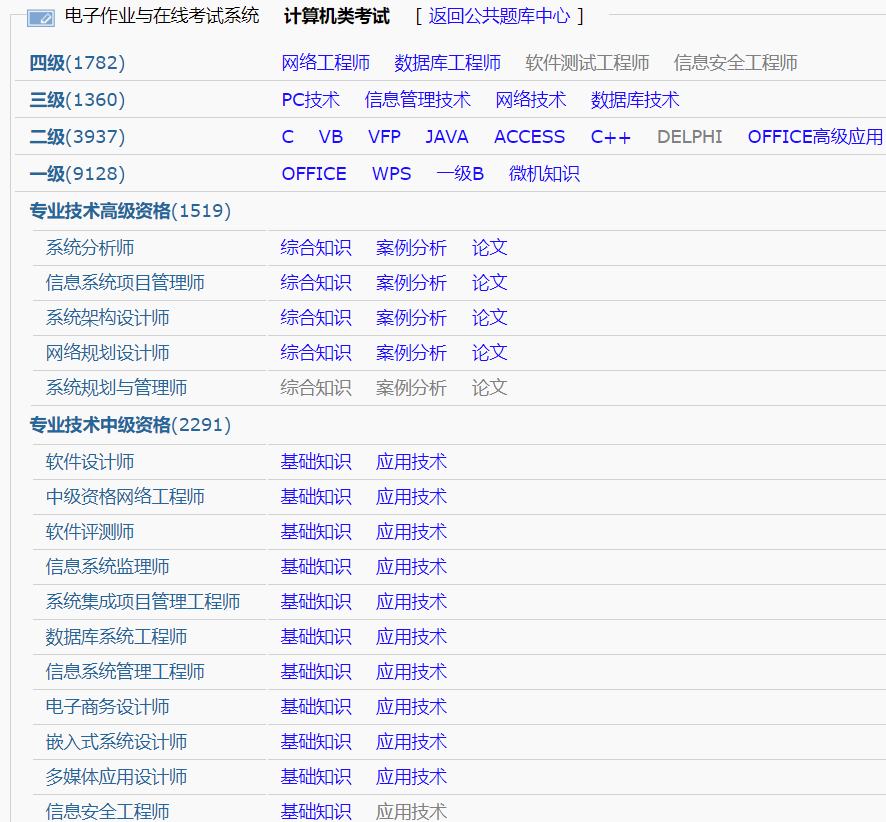 电子作业与在线考试系统 计算机类考试 [ 返回公共题库中心 ]
四级(1782) 网络工程师 数据库工程师 软件测试工程师 信息安全工程师
三级(1360) PC技术 信息管理技术 网络技术 数据库技术
二级(3937) C VB VFP JAVA ACCESS C++ DELPHI OFFICE高级应用
一级(9128) OFFICE WPS 一级B 微机知识
专业技术高级资格(1519)
系统分析师 综合知识 案例分析 论文
信息系统项目管理师 综合知识 案例分析 论文
系统架构设计师 综合知识 案例分析 论文
网络规划设计师 综合知识 案例分析 论文
系统规划与管理师 综合知识 案例分析 论文
专业技术中级资格(2291)
软件设计师 基础知识 应用技术
中级资格网络工程师 基础知识 应用技术
软件评测师 基础知识 应用技术
信息系统监理师 基础知识 应用技术
系统集成项目管理工程师 基础知识 应用技术
数据库系统工程师 基础知识 应用技术
信息系统管理工程师 基础知识 应用技术
电子商务设计师 基础知识 应用技术
嵌入式系统设计师 基础知识 应用技术
多媒体应用设计师 基础知识 应用技术
信息安全工程师 基础知识 应用技术